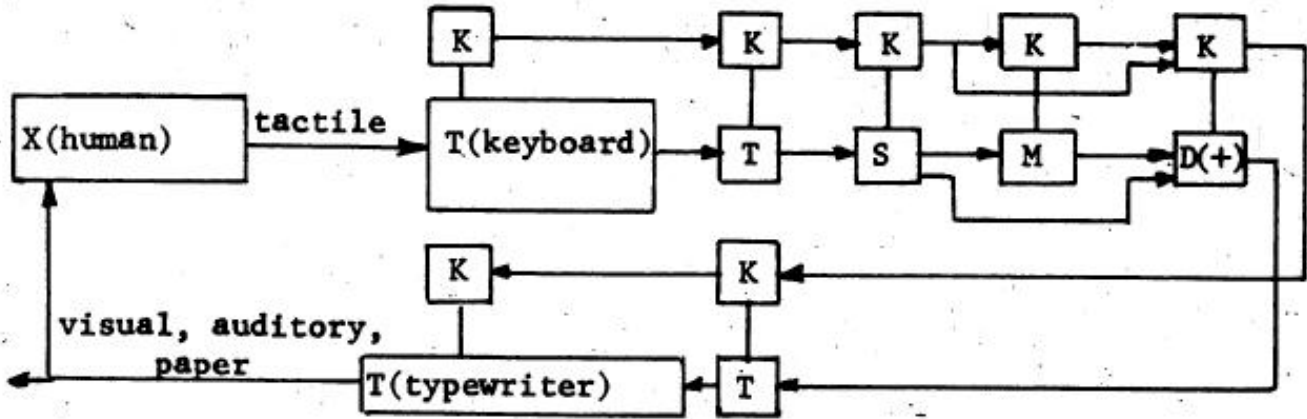 K K K K K
X(human) tactile T(keyboard) T S M D(+)
K K
visual, auditory,
paper
T(typewriter) T